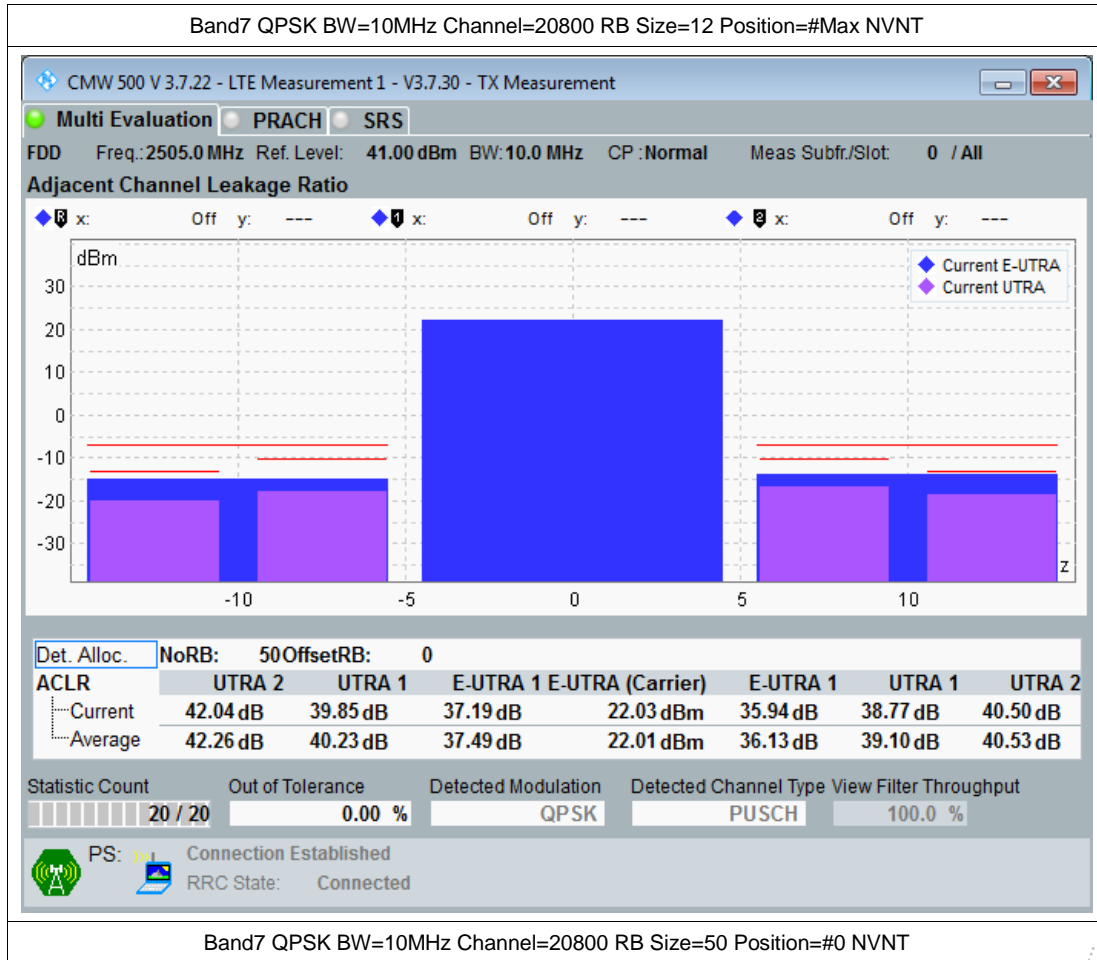 Band7 QPSK BW=10MHz Channel=20800 RB Size=12 Position=#Max NVNT
CMW 500 V 3.7.22 - LTE Measurement 1 - V3.7.30 - TX Measurement
Multi Evaluation PRACH SRS
FDD Freq.:2505.0 MHz Ref. Level: 41.00 dBm BW:10.0 MHz CP :Normal Meas Subfr./Slot: 0 / All
Adjacent Channel Leakage Ratio
R x: Off y: --- 1 x: Off y: --- 2 x: Off y: ---
dBm
Current E-UTRA
Current UTRA
30
20
10
0
-10
-20
-30
z
-10 -5 0 5 10
Det. Alloc. NoRB: 50 OffsetRB: 0
ACLR UTRA 2 UTRA 1 E-UTRA 1 E-UTRA (Carrier) E-UTRA 1 UTRA 1 UTRA 2
Current 42.04 dB 39.85 dB 37.19 dB 22.03 dBm 35.94 dB 38.77 dB 40.50 dB
Average 42.26 dB 40.23 dB 37.49 dB 22.01 dBm 36.13 dB 39.10 dB 40.53 dB
Statistic Count Out of Tolerance Detected Modulation Detected Channel Type View Filter Throughput
20 / 20 0.00 % QPSK PUSCH 100.0 %
PS: Connection Established
RRC State: Connected
Band7 QPSK BW=10MHz Channel=20800 RB Size=50 Position=#0 NVNT